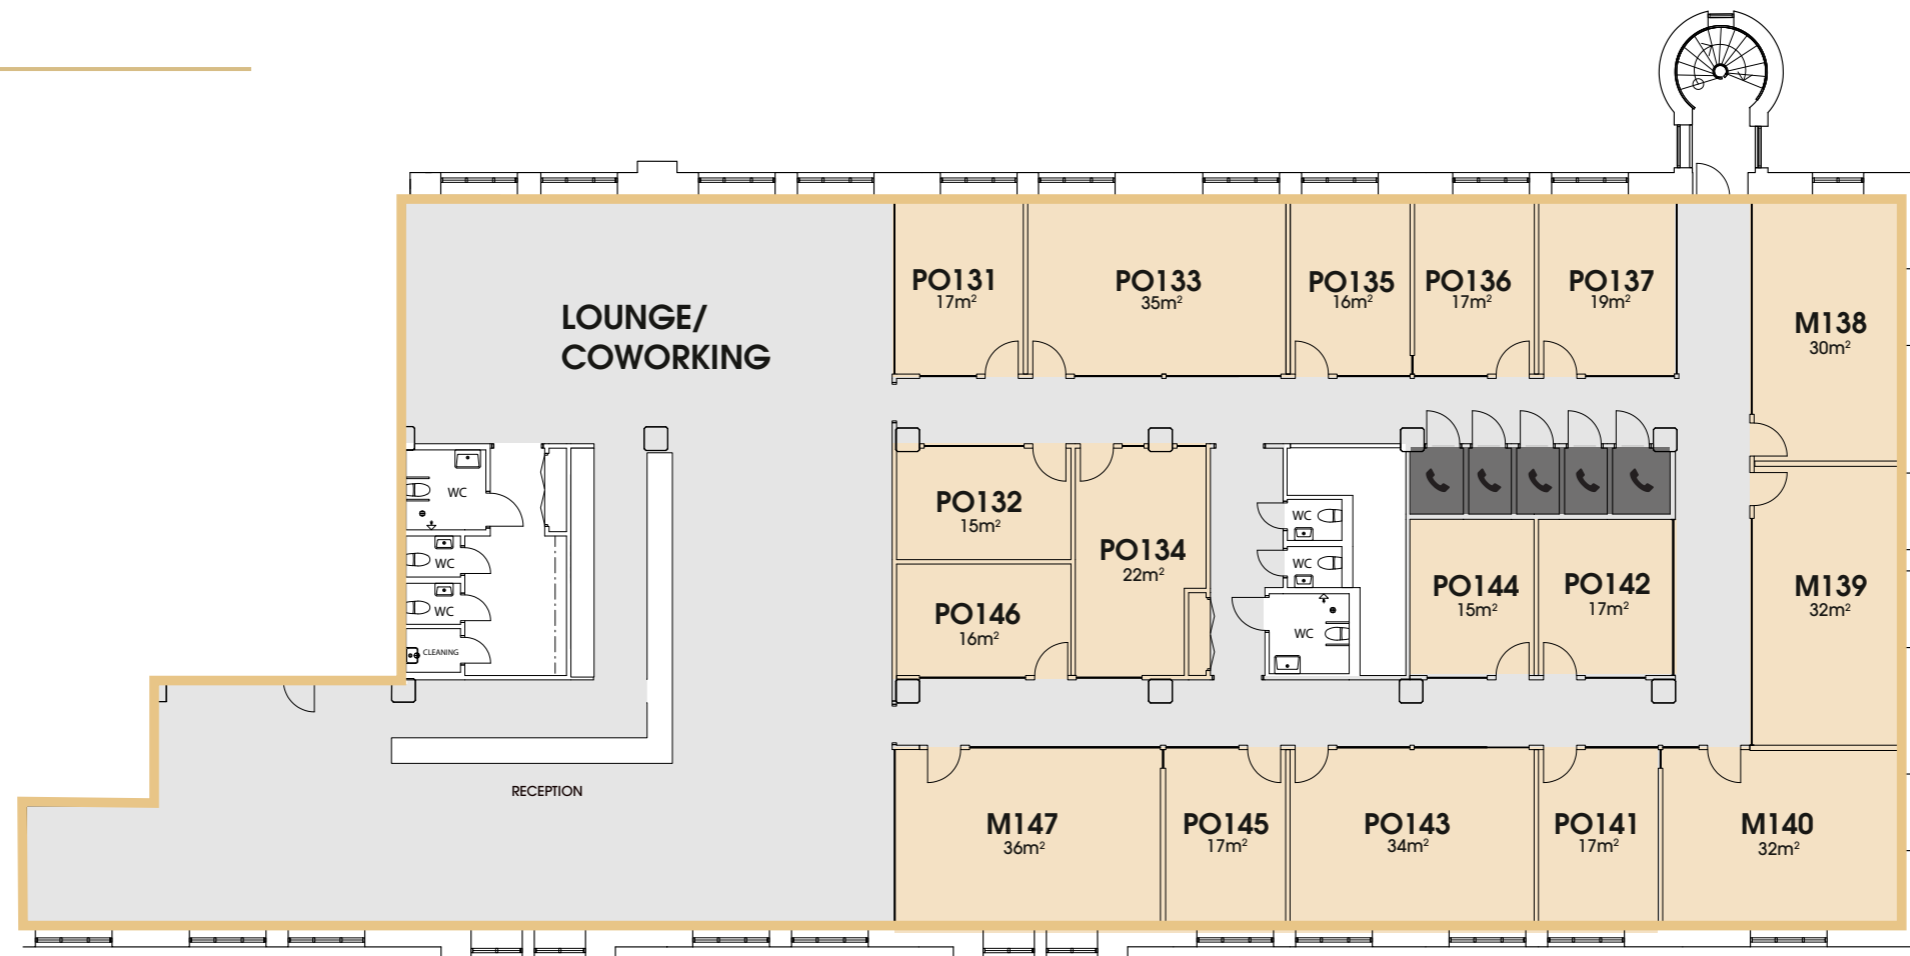 PO131
17m²
PO133
35m²
PO135
16m²
PO136
17m²
PO137
19m²
M138
30m²
LOUNGE/
COWORKING
WC
WC
WC
CLEANING
PO132
15m²
PO134
22m²
PO146
16m²
WC
WC
WC
PO144
15m²
PO142
17m²
M139
32m²
RECEPTION
M147
36m²
PO145
17m²
PO143
34m²
PO141
17m²
M140
32m²